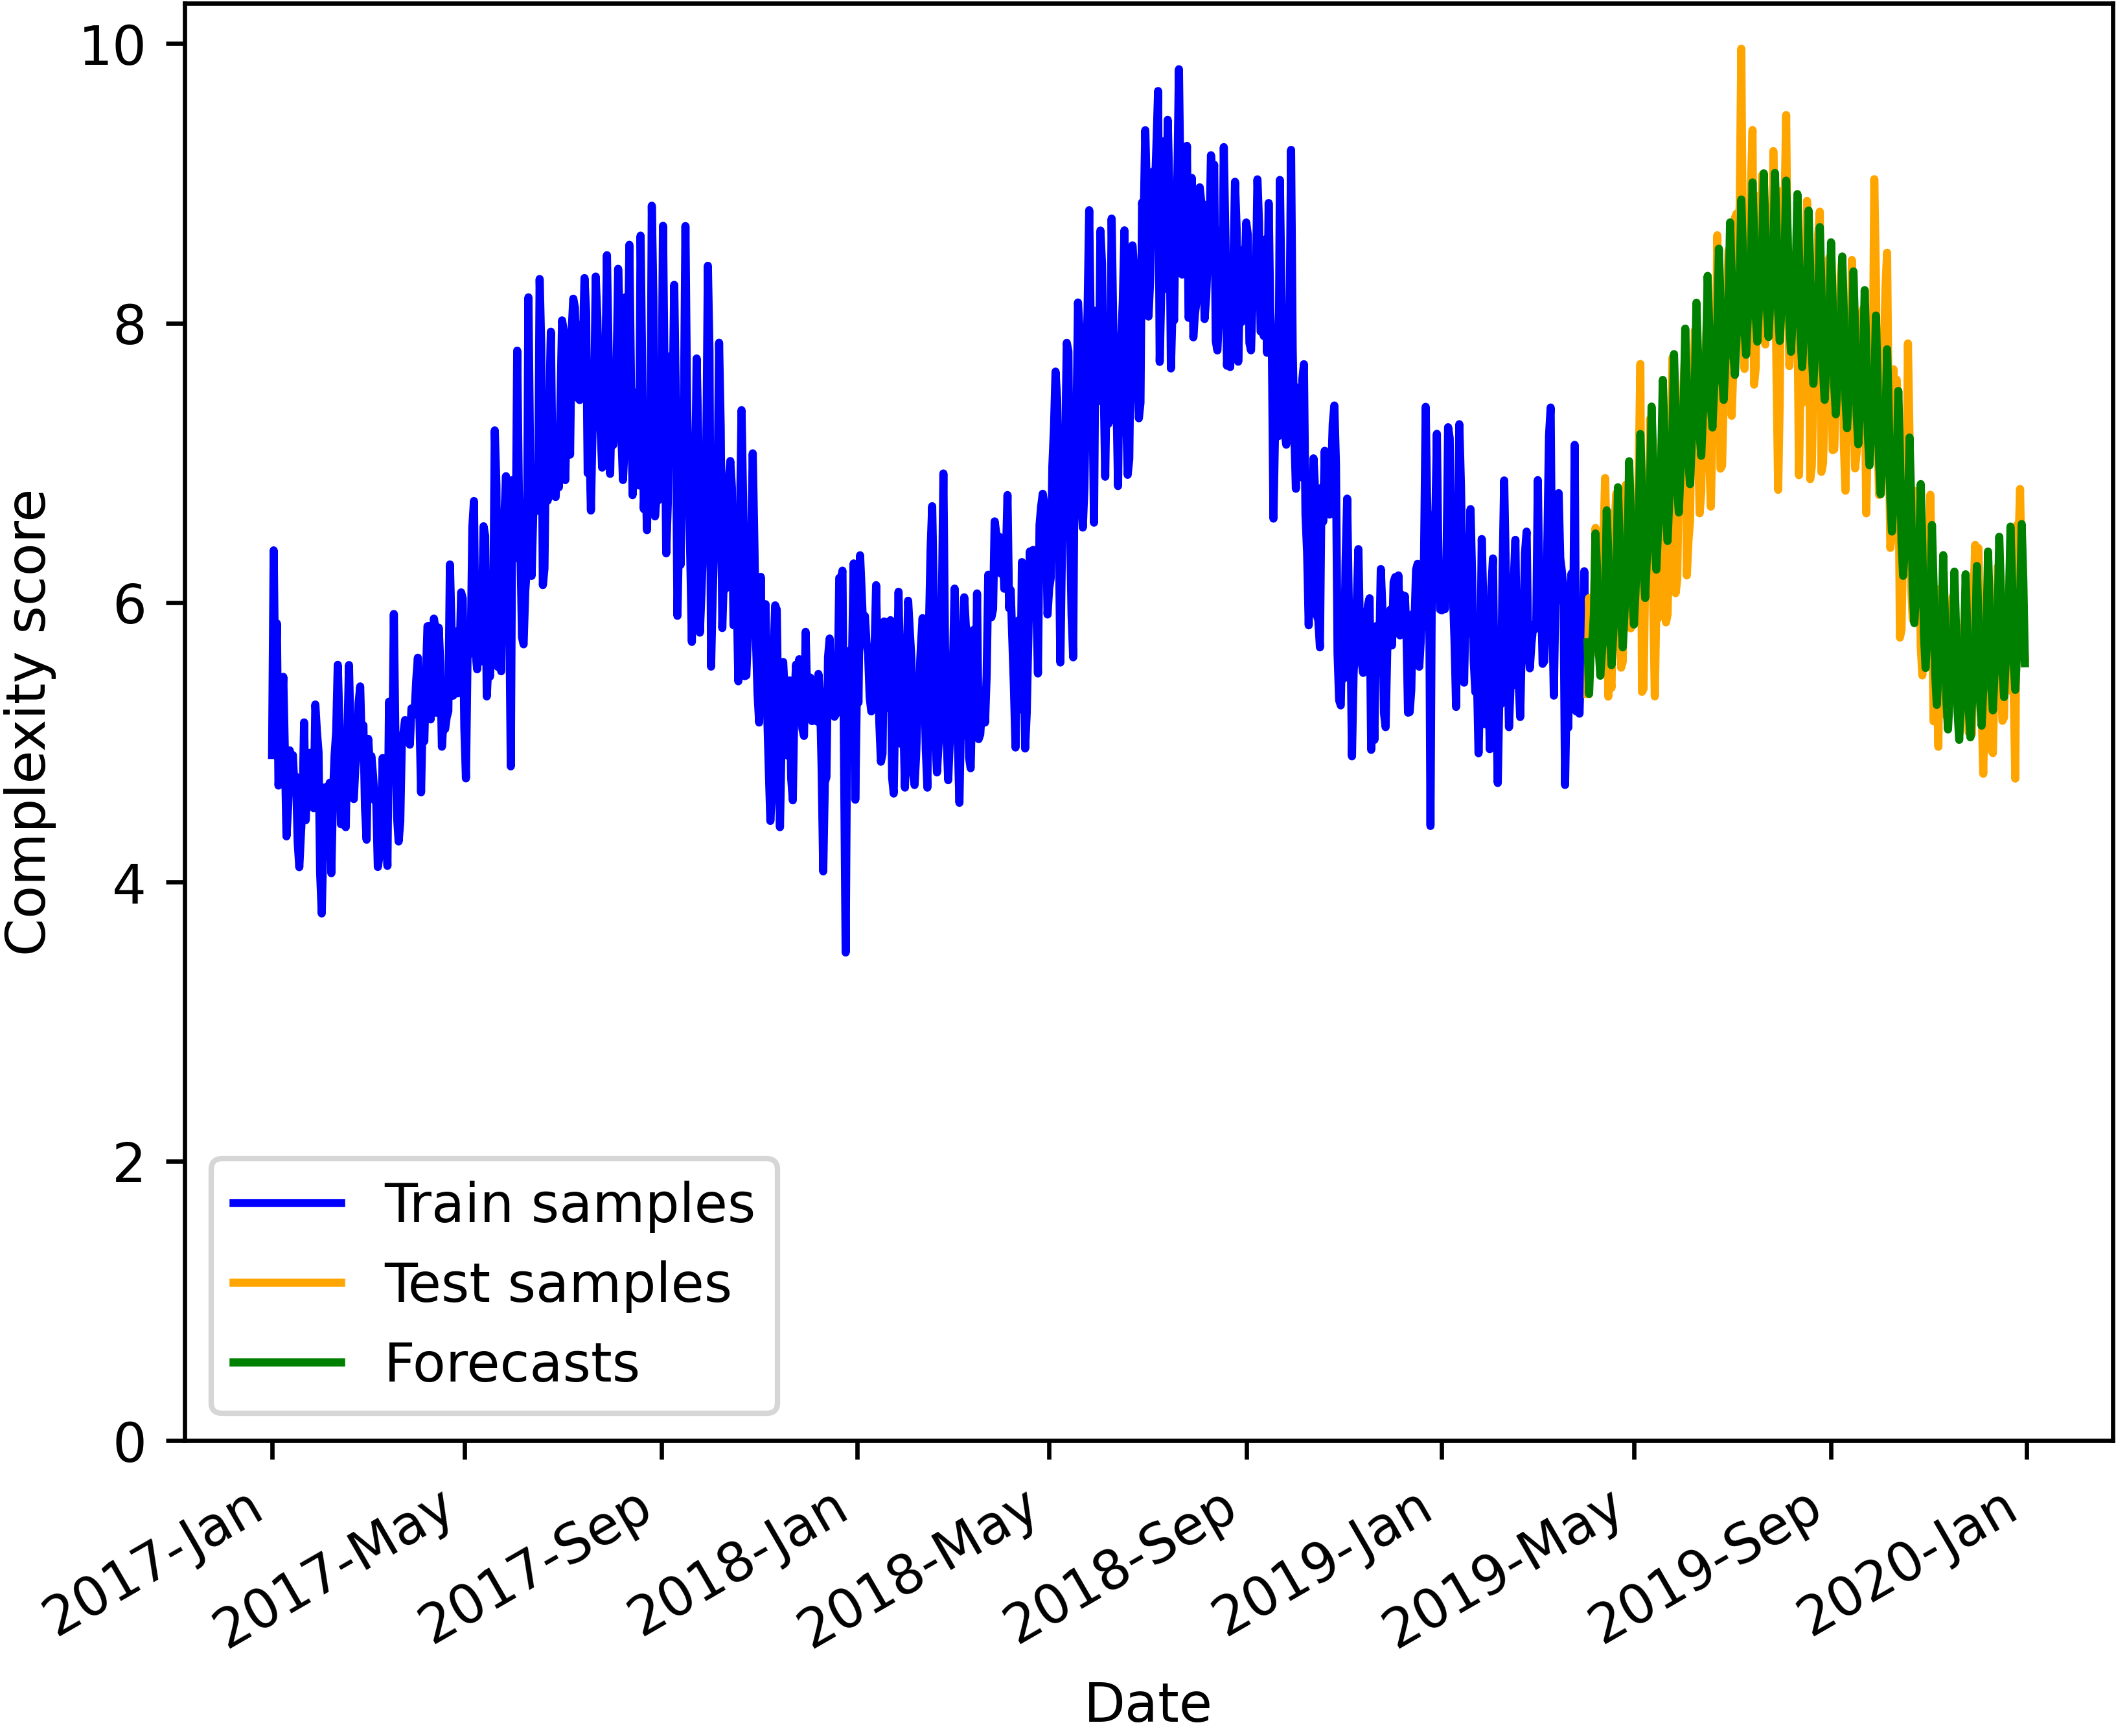 Complexity score
10
8
6
4
2
0
Train samples
Test samples
Forecasts
2017-Jan
2017-May
2017-Sep
2018-Jan
2018-May
2018-Sep
2019-Jan
2019-May
2019-Sep
2020-Jan
Date